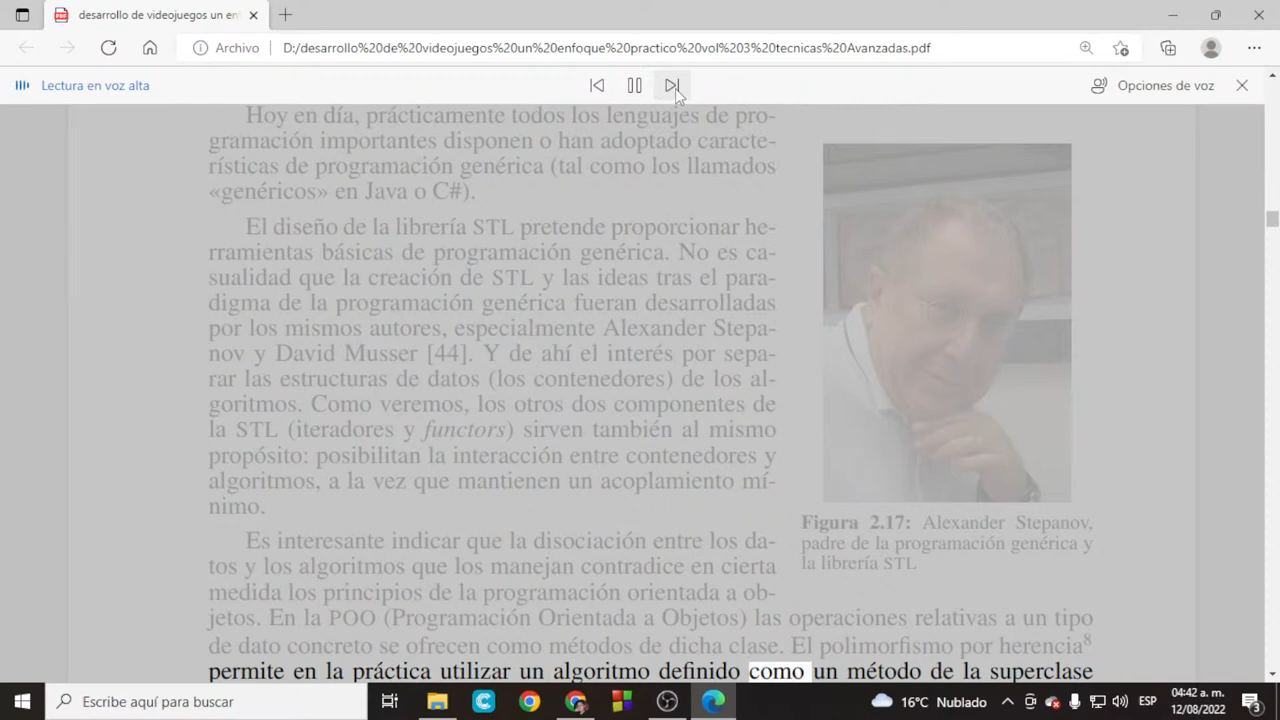 desarrollo de videojuegos un en
Archivo
D:/desarrollo%20de%20videojuegos%20un%20enfoque%20practico%20vol%203%20tecnicas%20Avanzadas.pdf
Lectura en voz alta
Opciones de voz
Hoy en día, prácticamente todos los lenguajes de pro-
gramación importantes disponen o han adoptado caracte-
rísticas de programación genérica (tal como los llamados
«genéricos» en Java o C#).
El diseño de la librería STL pretende proporcionar he-
rramientas básicas de programación genérica. No es ca-
sualidad que la creación de STL y las ideas tras el para-
digma de la programación genérica fueran desarrolladas
por los mismos autores, especialmente Alexander Stepa-
nov y David Musser [44]. Y de ahí el interés por sepa-
rar las estructuras de datos (los contenedores) de los al-
goritmos. Como veremos, los otros dos componentes de
la STL (iteradores y functors) sirven también al mismo
propósito: posibilitan la interacción entre contenedores y
algoritmos, a la vez que mantienen un acoplamiento mí-
nimo.
Figura 2.17: Alexander Stepanov,
padre de la programación genérica y
la librería STL
Es interesante indicar que la disociación entre los da-
tos y los algoritmos que los manejan contradice en cierta
medida los principios de la programación orientada a ob-
jetos. En la POO (Programación Orientada a Objetos) las operaciones relativas a un tipo
de dato concreto se ofrecen como métodos de dicha clase. El polimorfismo por herencia8
permite en la práctica utilizar un algoritmo definido como un método de la superclase
Escribe aquí para buscar
16°C Nublado
ESP
04:42 a. m.
12/08/2022
3